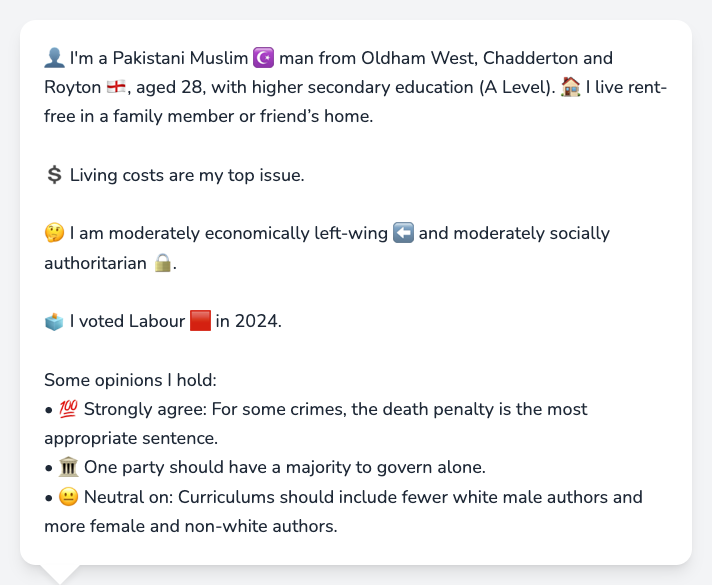 👤 I'm a Pakistani Muslim ☪️ man from Oldham West, Chadderton and
Royton 🏴󠁧󠁢󠁥󠁮󠁧󠁿, aged 28, with higher secondary education (A Level). 🏠 I live rent-
free in a family member or friend’s home.
💲 Living costs are my top issue.
🤔 I am moderately economically left-wing ⬅️ and moderately socially
authoritarian 🔒.
🗳️ I voted Labour 🟥 in 2024.
Some opinions I hold:
• 💯 Strongly agree: For some crimes, the death penalty is the most
appropriate sentence.
• 🏛️ One party should have a majority to govern alone.
• 😐 Neutral on: Curriculums should include fewer white male authors and
more female and non-white authors.